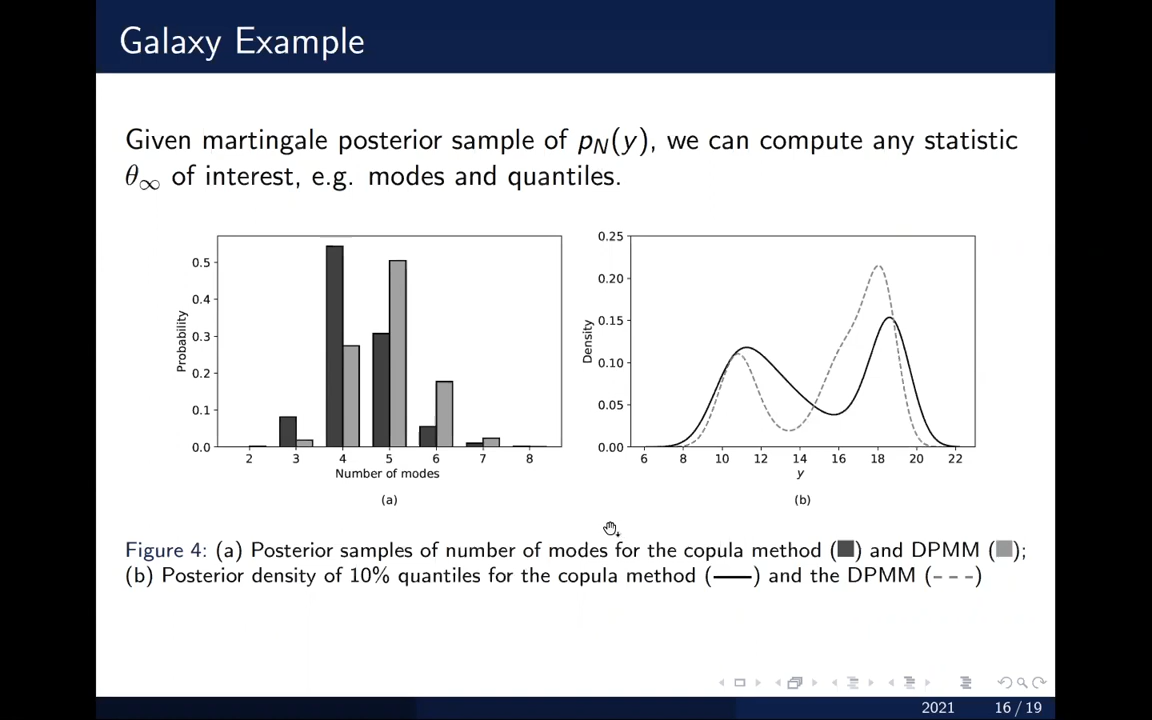 Galaxy Example
Given martingale posterior sample of p_N(y), we can compute any statistic
θ_∞ of interest, e.g. modes and quantiles.
0.5
0.4
0.3
0.2
0.1
0.0
Probability
2 3 4 5 6 7 8
Number of modes
(a)
0.25
0.20
0.15
0.10
0.05
0.00
Density
6 8 10 12 14 16 18 20 22
y
(b)
Figure 4: (a) Posterior samples of number of modes for the copula method (■) and DPMM (■);
(b) Posterior density of 10% quantiles for the copula method (—) and the DPMM (- - -)
2021 16 / 19